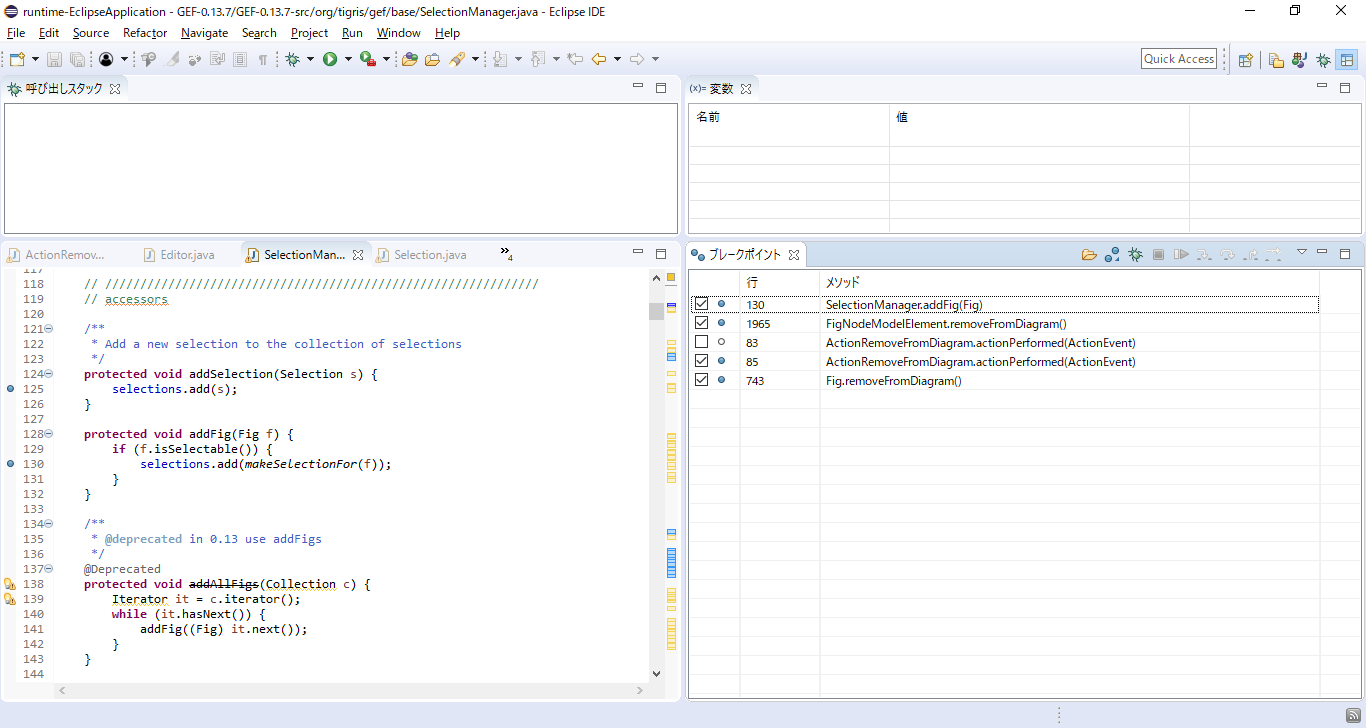 runtime-EclipseApplication - GEF-0.13.7/GEF-0.13.7-src/org/tigris/gef/base/SelectionManager.java - Eclipse IDE
File Edit Source Refactor Navigate Search Project Run Window Help
Quick Access
呼び出しスタック
(x)= 変数
名前 値
ActionRemov... Editor.java SelectionMan... Selection.java »4
117
118 // //////////////////////////////////////////////////////////////
119 // accessors
120
121 /**
122 * Add a new selection to the collection of selections
123 */
124 protected void addSelection(Selection s) {
125 selections.add(s);
126 }
127
128 protected void addFig(Fig f) {
129 if (f.isSelectable()) {
130 selections.add(makeSelectionFor(f));
131 }
132 }
133
134 /**
135 * @deprecated in 0.13 use addFigs
136 */
137 @Deprecated
138 protected void addAllFigs(Collection c) {
139 Iterator it = c.iterator();
140 while (it.hasNext()) {
141 addFig((Fig) it.next());
142 }
143 }
144
ブレークポイント
行 メソッド
130 SelectionManager.addFig(Fig)
1965 FigNodeModelElement.removeFromDiagram()
83 ActionRemoveFromDiagram.actionPerformed(ActionEvent)
85 ActionRemoveFromDiagram.actionPerformed(ActionEvent)
743 Fig.removeFromDiagram()